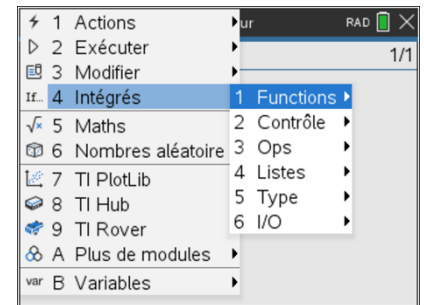 ur RAD
1/1
1 Actions
2 Exécuter
3 Modifier
If... 4 Intégrés
√x 5 Maths
6 Nombres aléatoire
7 TI PlotLib
8 TI Hub
9 TI Rover
A Plus de modules
var B Variables
1 Functions
2 Contrôle
3 Ops
4 Listes
5 Type
6 I/O